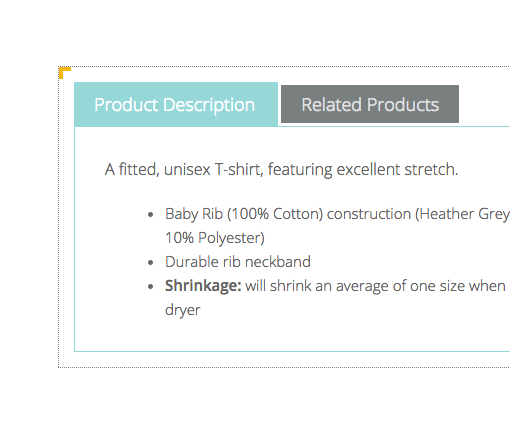 Product Description
Related Products
A fitted, unisex T-shirt, featuring excellent stretch.
• Baby Rib (100% Cotton) construction (Heather Grey
10% Polyester)
• Durable rib neckband
• Shrinkage: will shrink an average of one size when
dryer